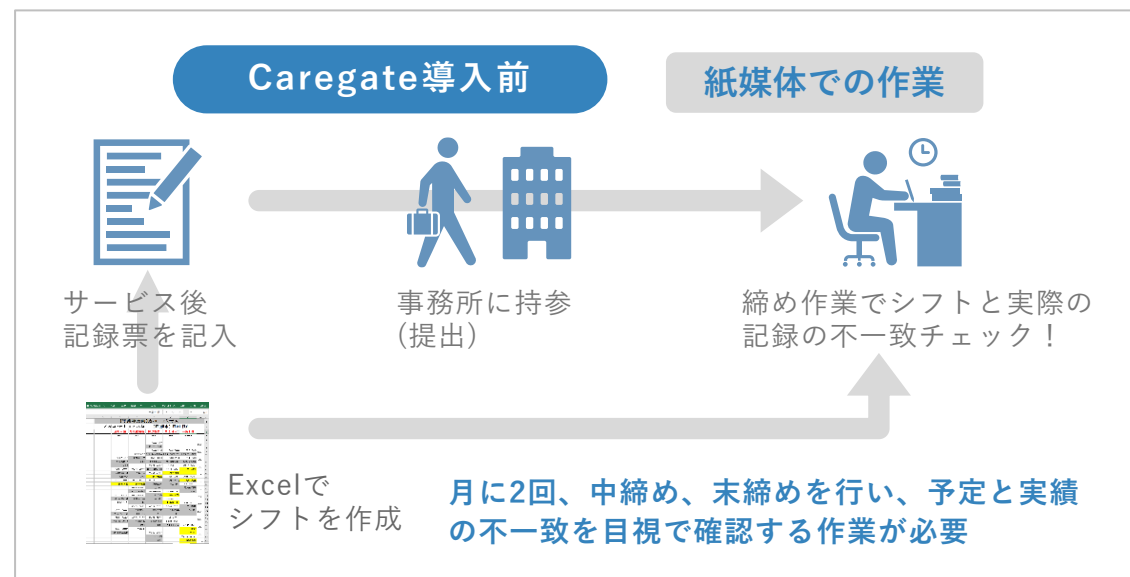 Caregate導入前
紙媒体での作業
サービス後
記録票を記入
事務所に持参
(提出)
締め作業でシフトと実際の
記録の不一致チェック！
Excelで
シフトを作成
月に2回、中締め、末締めを行い、予定と実績
の不一致を目視で確認する作業が必要